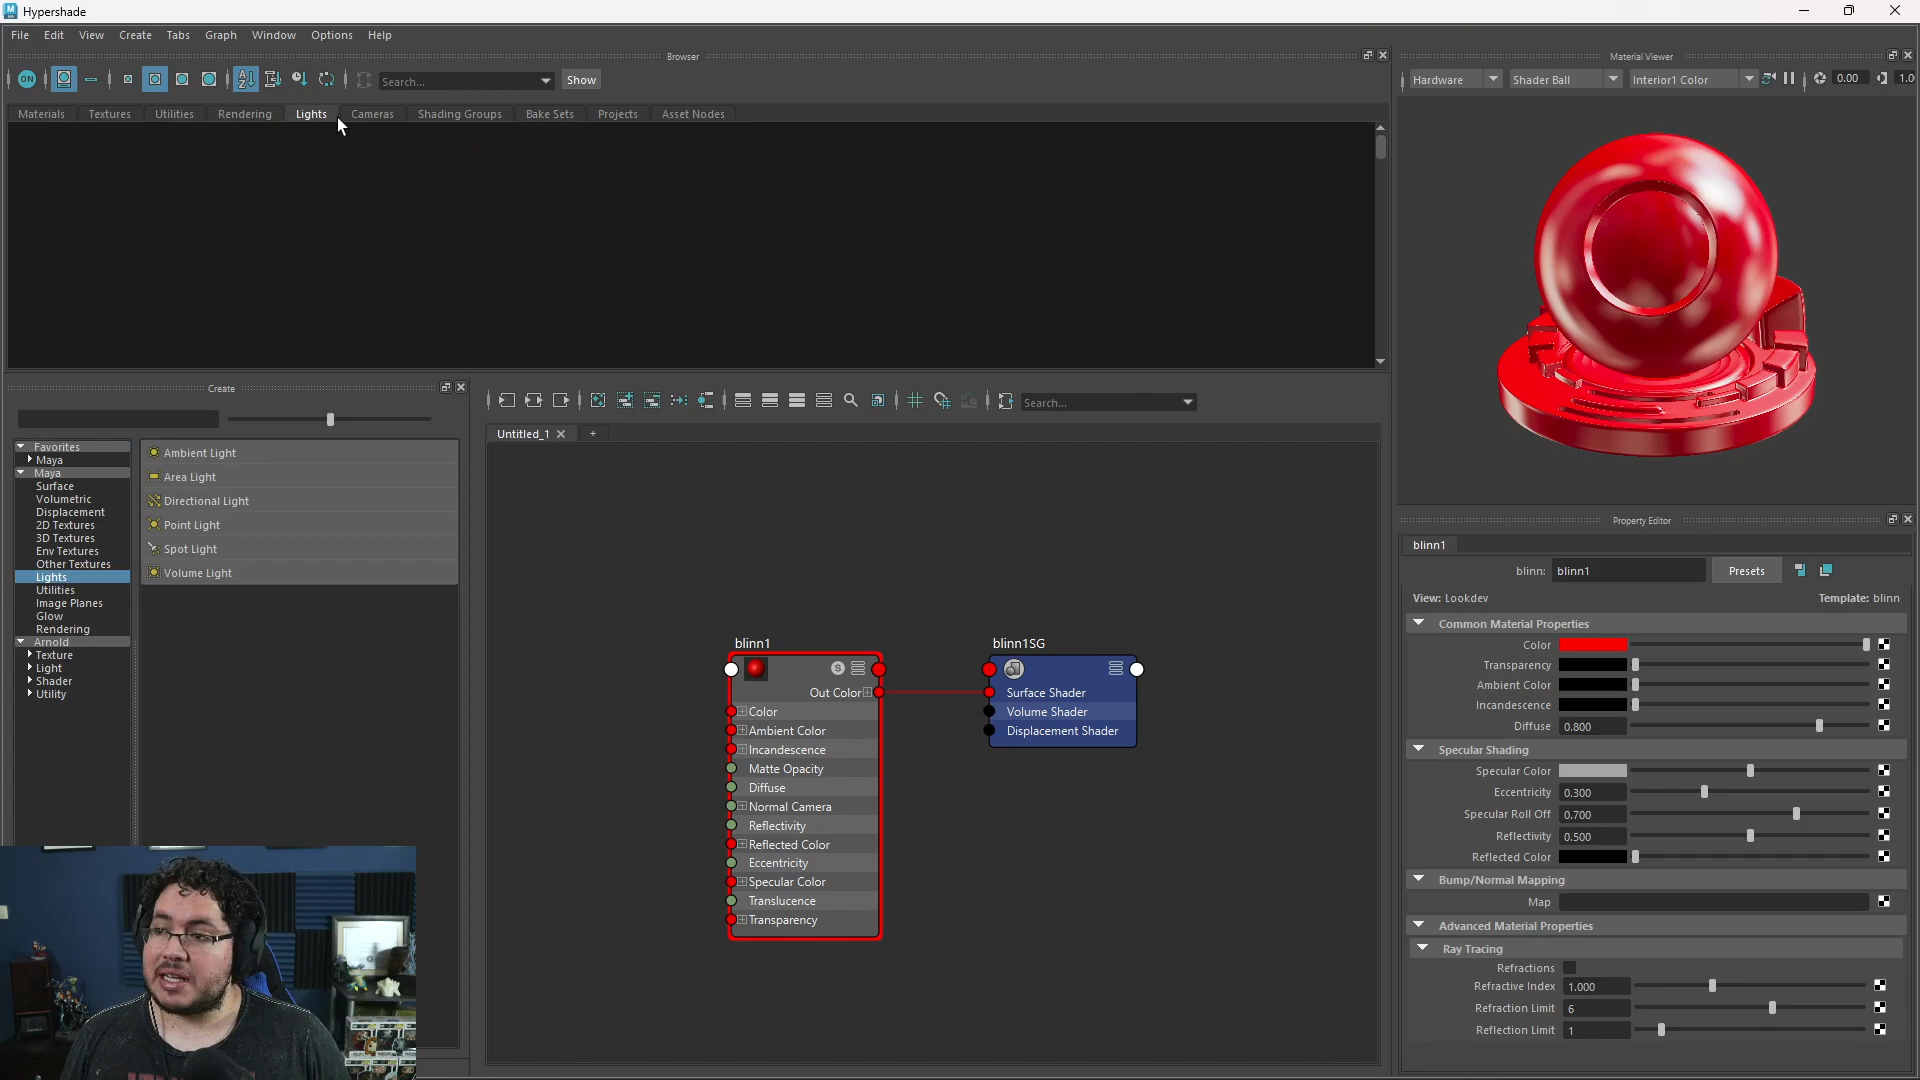 Hypershade
File Edit View Create Tabs Graph Window Options Help
Browser
ON Search... Show
Materials Textures Utilities Rendering Lights Cameras Shading Groups Bake Sets Projects Asset Nodes
Material Viewer
Hardware Shader Ball Interior1 Color 0.00 1.0
Create
Favorites
Maya
Maya
Surface
Volumetric
Displacement
2D Textures
3D Textures
Env Textures
Other Textures
Lights
Utilities
Image Planes
Glow
Rendering
Arnold
Texture
Light
Shader
Utility
Ambient Light
Area Light
Directional Light
Point Light
Spot Light
Volume Light
Search...
Untitled_1 +
blinn1
S
Out Color
Color
Ambient Color
Incandescence
Matte Opacity
Diffuse
Normal Camera
Reflectivity
Reflected Color
Eccentricity
Specular Color
Translucence
Transparency
blinn1SG
Surface Shader
Volume Shader
Displacement Shader
Property Editor
blinn1
blinn: blinn1 Presets
View: Lookdev Template: blinn
Common Material Properties
Color
Transparency
Ambient Color
Incandescence
Diffuse 0.800
Specular Shading
Specular Color
Eccentricity 0.300
Specular Roll Off 0.700
Reflectivity 0.500
Reflected Color
Bump/Normal Mapping
Map
Advanced Material Properties
Ray Tracing
Refractions
Refractive Index 1.000
Refraction Limit 6
Reflection Limit 1